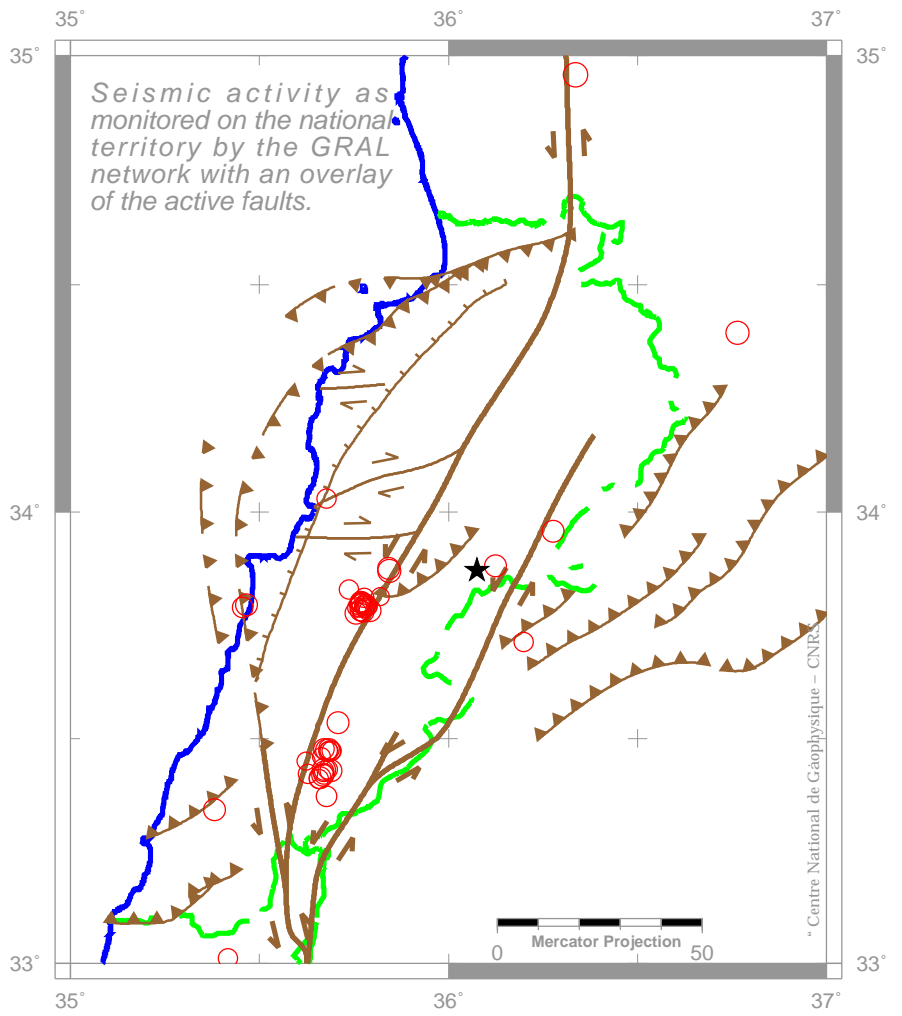 35° 36° 37°
35° 35°
Seismic activity as
monitored on the national
territory by the GRAL
network with an overlay
of the active faults.
34° 34°
“ Centre National de Géophysique – CNRS
Mercator Projection
0 50
33° 33°
35° 36° 37°